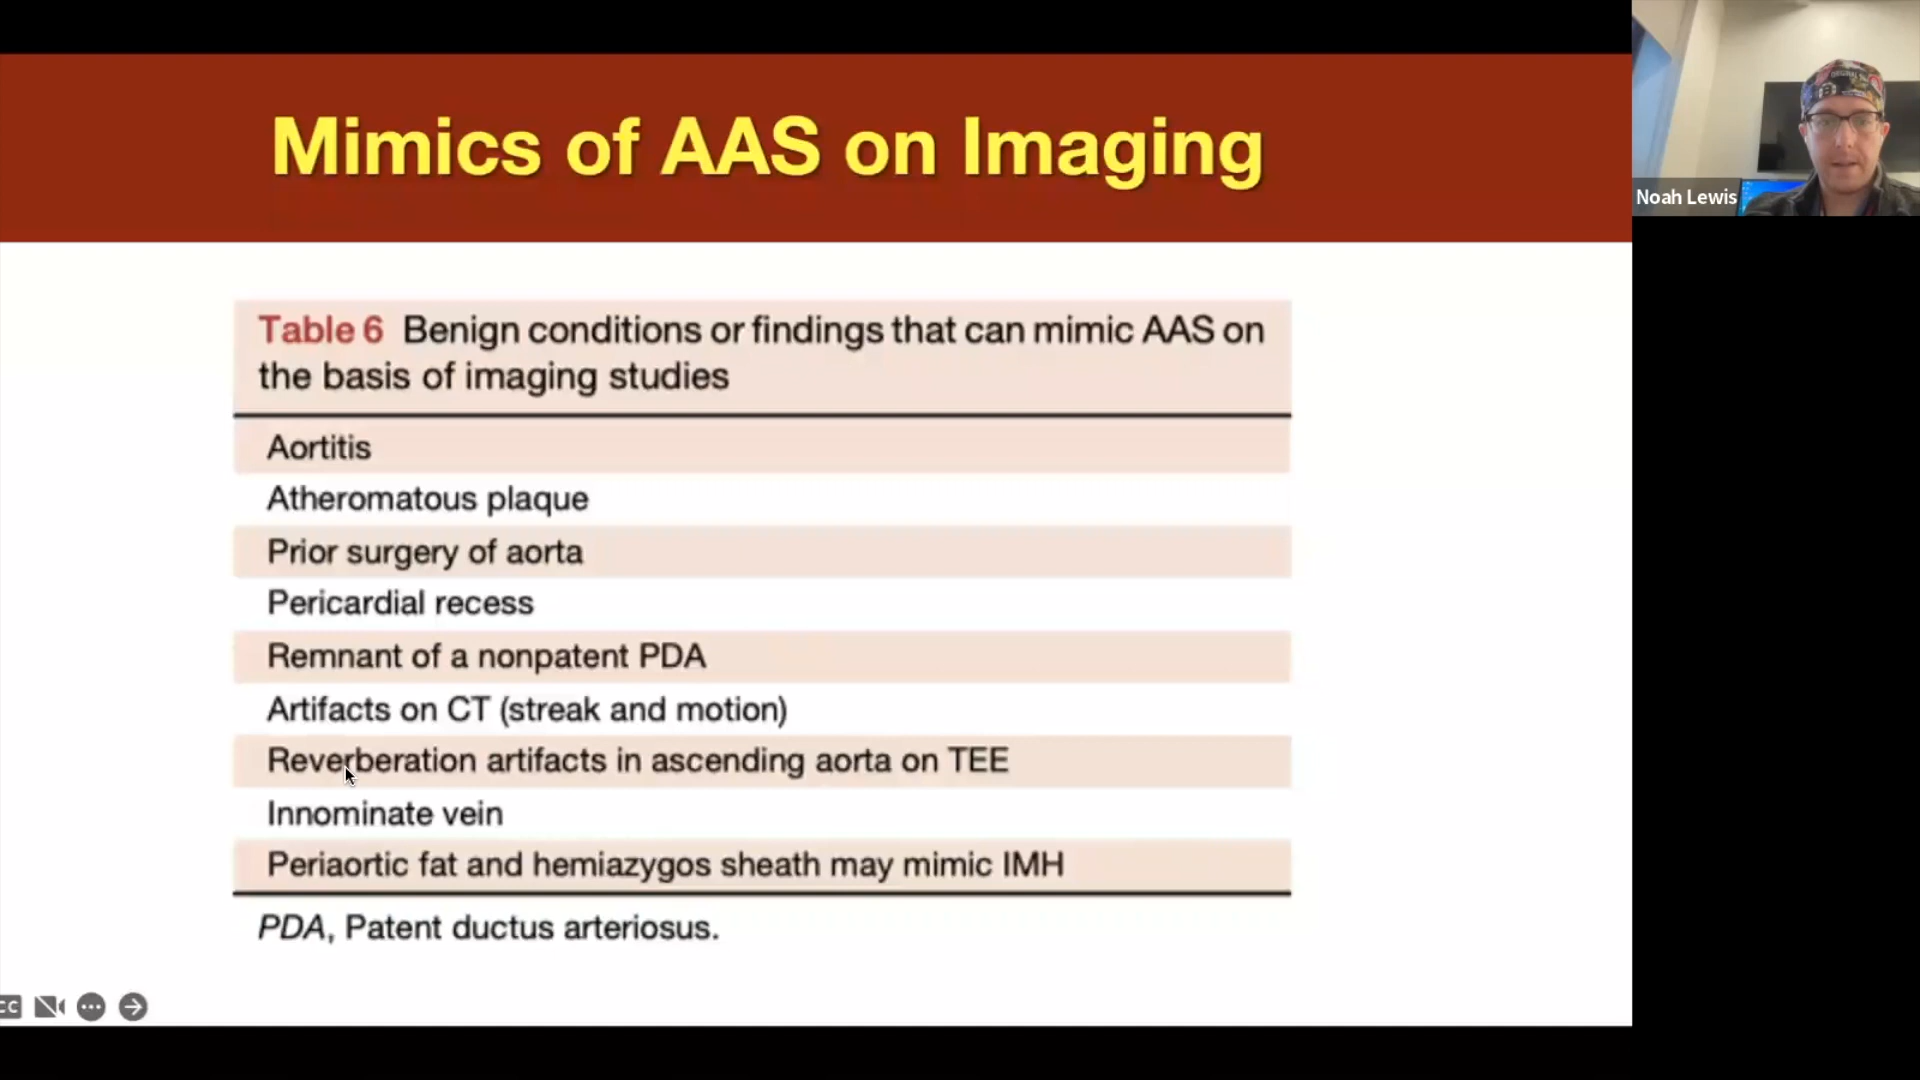 Mimics of AAS on Imaging
Noah Lewis
Table 6 Benign conditions or findings that can mimic AAS on
the basis of imaging studies
Aortitis
Atheromatous plaque
Prior surgery of aorta
Pericardial recess
Remnant of a nonpatent PDA
Artifacts on CT (streak and motion)
Reverberation artifacts in ascending aorta on TEE
Innominate vein
Periaortic fat and hemiazygos sheath may mimic IMH
PDA, Patent ductus arteriosus.
CC